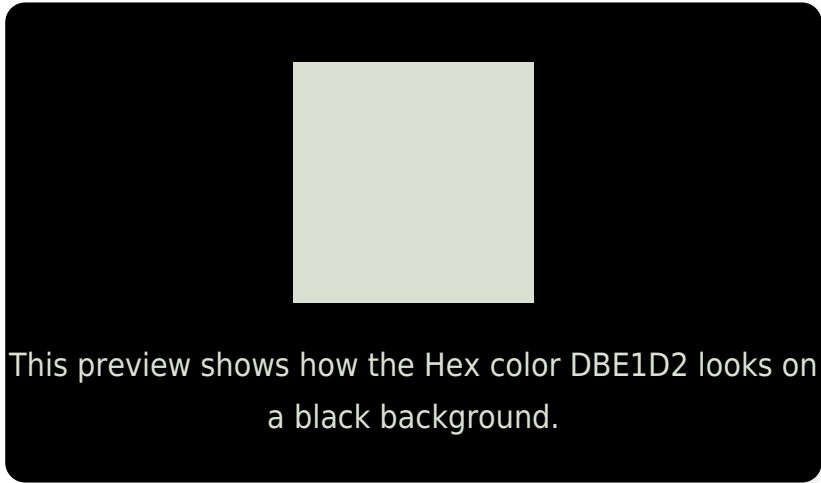 This preview shows how the Hex color DBE1D2 looks on
a black background.